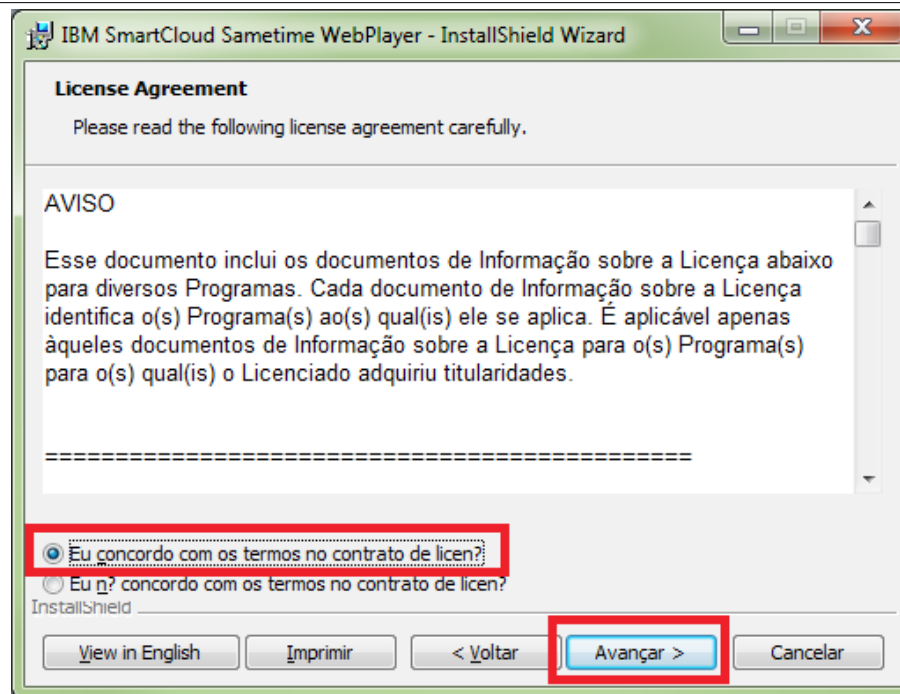 IBM SmartCloud Sametime WebPlayer - InstallShield Wizard
License Agreement
Please read the following license agreement carefully.
AVISO
Esse documento inclui os documentos de Informação sobre a Licença abaixo
para diversos Programas. Cada documento de Informação sobre a Licença
identifica o(s) Programa(s) ao(s) qual(is) ele se aplica. É aplicável apenas
àqueles documentos de Informação sobre a Licença para o(s) Programa(s)
para o(s) qual(is) o Licenciado adquiriu titularidades.
==============================================
Eu concordo com os termos no contrato de licen?
Eu n? concordo com os termos no contrato de licen?
InstallShield
View in English Imprimir < Voltar Avançar > Cancelar